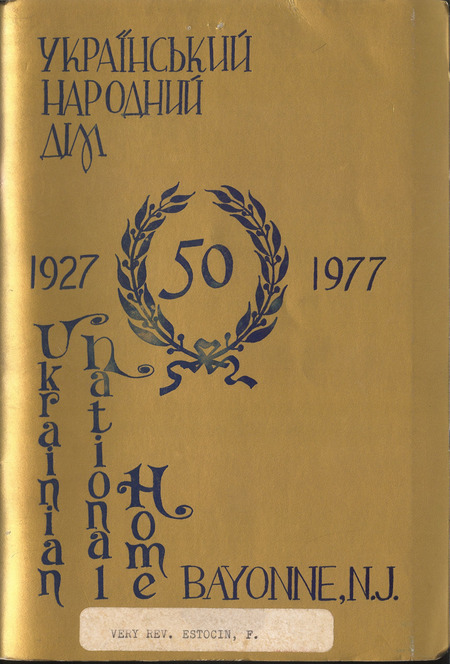 УКРАЇНСЬКИЙ
НАРОДНИЙ
ДІМ
1927 50 1977
Ukrainian
National
Home
BAYONNE, N.J.
VERY REV. ESTOCIN, F.